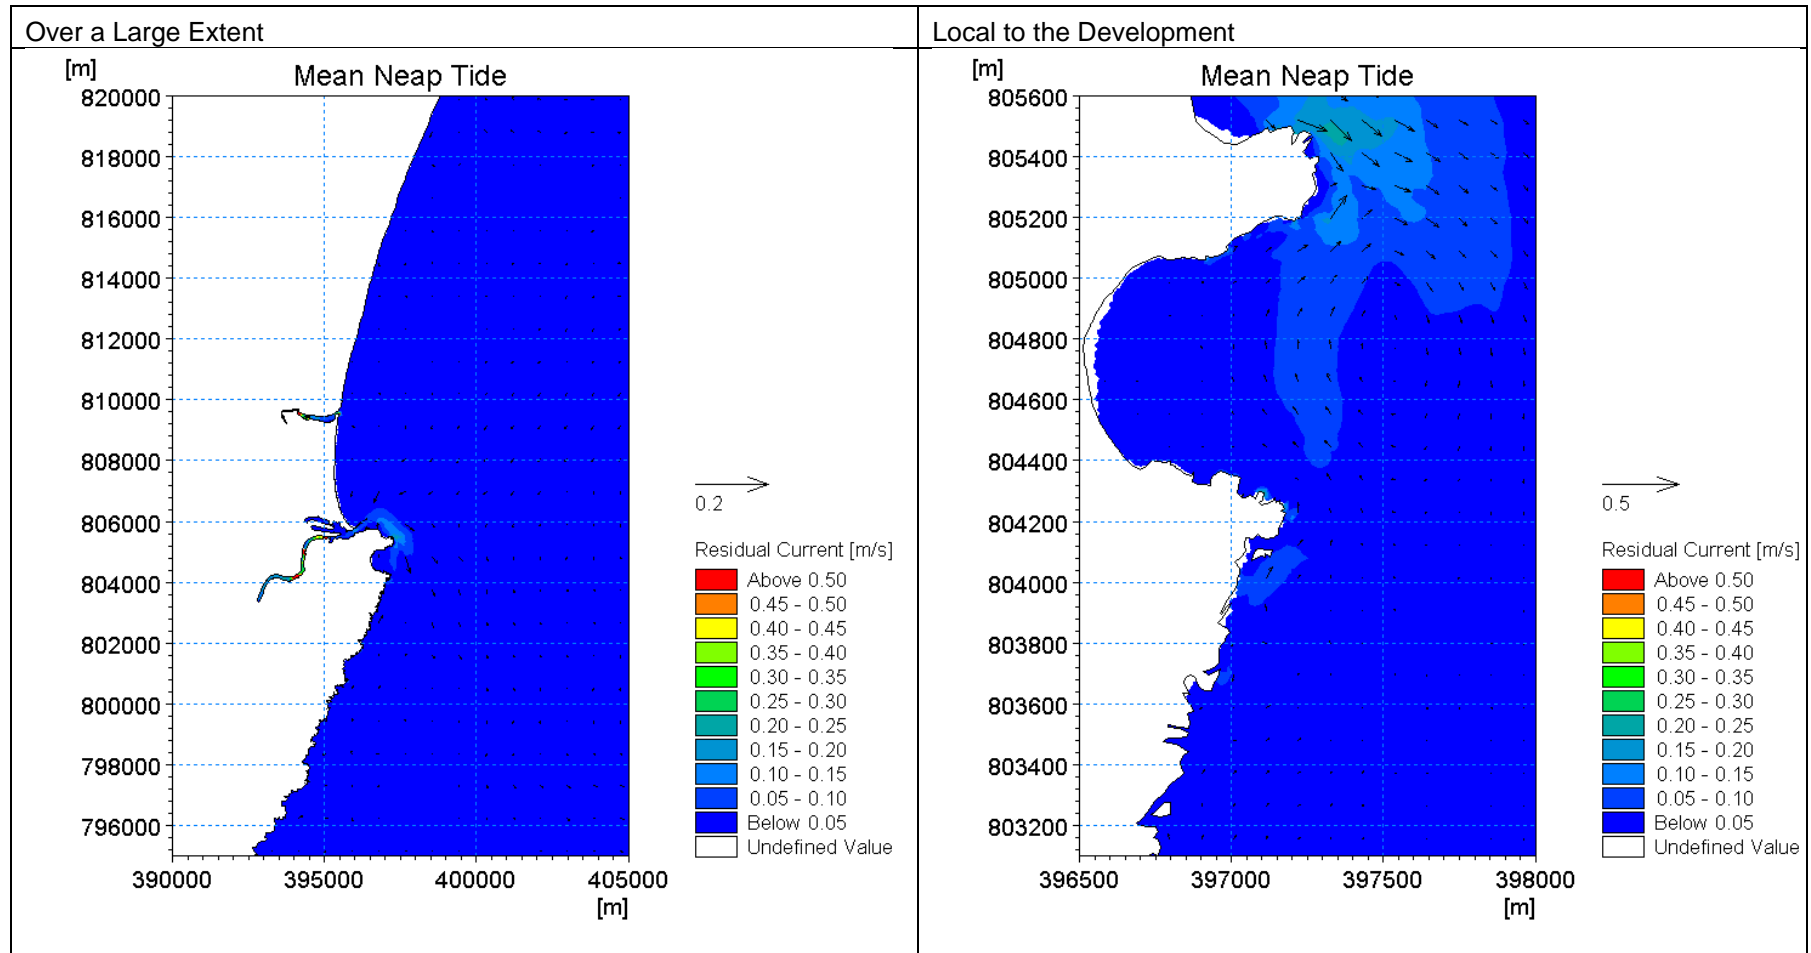 Over a Large Extent
[m]
Mean Neap Tide
820000
818000
816000
814000
812000
810000
808000
806000
804000
802000
800000
798000
796000
390000 395000 400000 405000
[m]
0.2
Residual Current [m/s]
Above 0.50
0.45 - 0.50
0.40 - 0.45
0.35 - 0.40
0.30 - 0.35
0.25 - 0.30
0.20 - 0.25
0.15 - 0.20
0.10 - 0.15
0.05 - 0.10
Below 0.05
Undefined Value
Local to the Development
[m]
Mean Neap Tide
805600
805400
805200
805000
804800
804600
804400
804200
804000
803800
803600
803400
803200
396500 397000 397500 398000
[m]
0.5
Residual Current [m/s]
Above 0.50
0.45 - 0.50
0.40 - 0.45
0.35 - 0.40
0.30 - 0.35
0.25 - 0.30
0.20 - 0.25
0.15 - 0.20
0.10 - 0.15
0.05 - 0.10
Below 0.05
Undefined Value